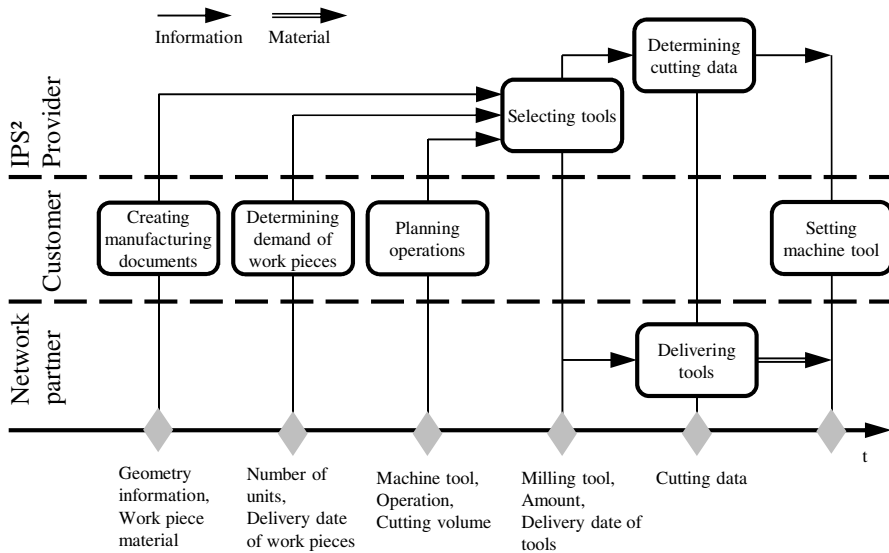 Information
Material
IPS²
Provider
Customer
Network
partner
Determining
cutting data
Selecting tools
Creating
manufacturing
documents
Determining
demand of
work pieces
Planning
operations
Setting
machine tool
Delivering
tools
t
Geometry
information,
Work piece
material
Number of
units,
Delivery date
of work pieces
Machine tool,
Operation,
Cutting volume
Milling tool,
Amount,
Delivery date of
tools
Cutting data